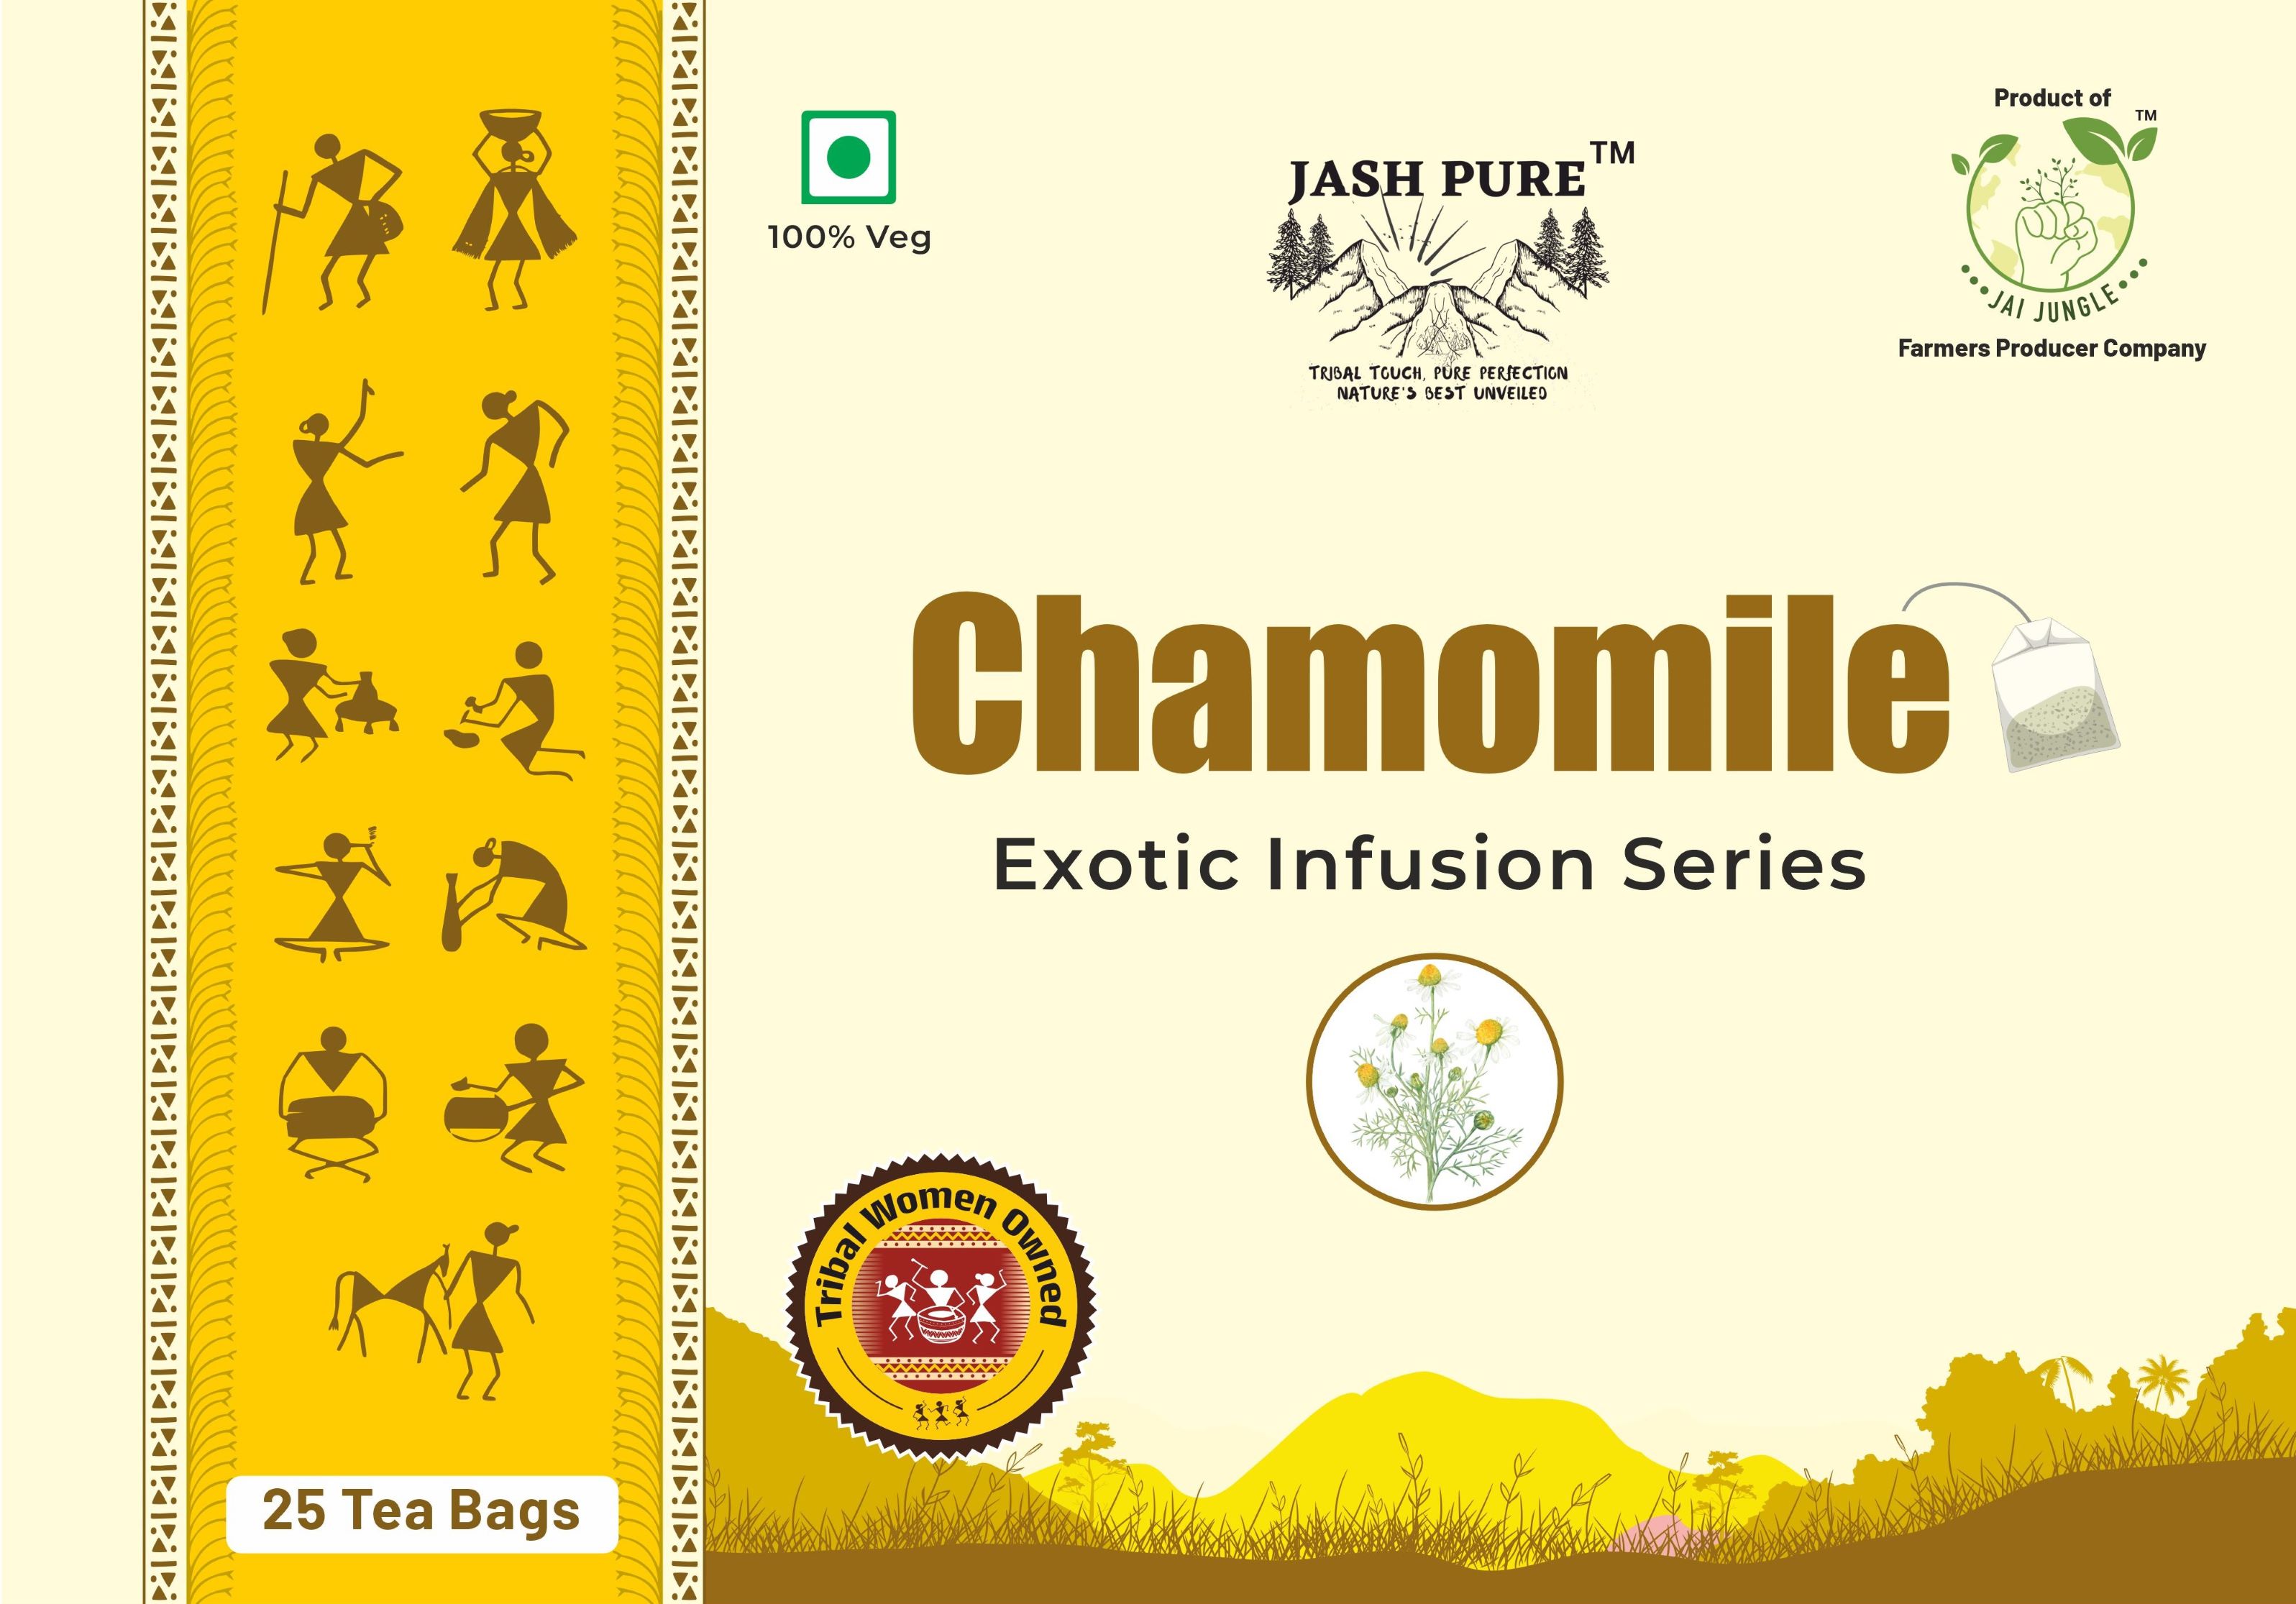 100% Veg
JASH PURE™
TRIBAL TOUCH, PURE PERFECTION
NATURE'S BEST UNVEILED
Product of
TM
JAI JUNGLE
Farmers Producer Company
Chamomile
Exotic Infusion Series
Tribal Women Owned
25 Tea Bags